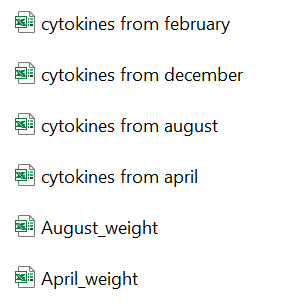 cytokines from february
cytokines from december
cytokines from august
cytokines from april
August_weight
April_weight